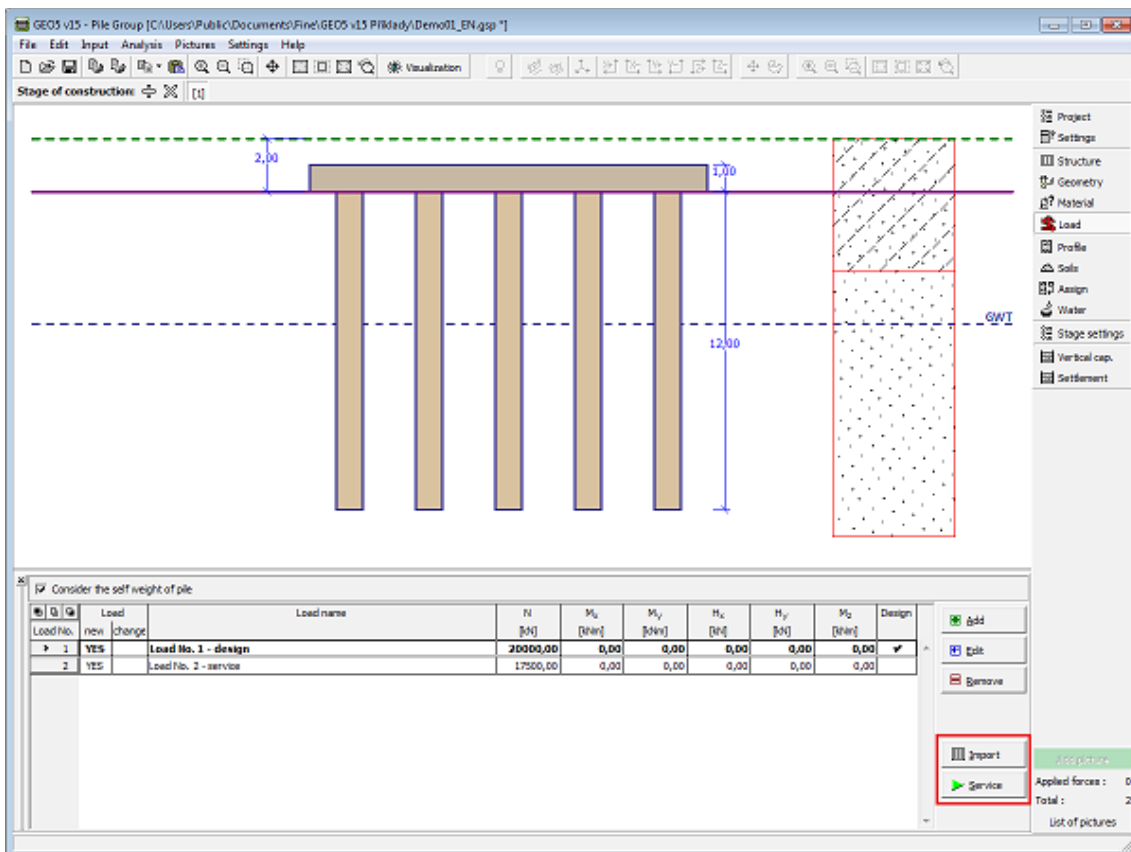 GEO5 v15 - Pile Group [C:\Users\Public\Documents\Fine\GEO5 v15 Příklady\Demo01_EN.gsp *]
File Edit Input Analysis Pictures Settings Help
Visualization
Stage of construction: [1]
2,00
1,00
GWT
12,00
Project
Settings
Structure
Geometry
Material
Load
Profile
Soils
Assign
Water
Stage settings
Vertical cap.
Settlement
Consider the self weight of pile
Load Load name N Mx My Hx Hy Mz Design
Load No. new change [kN] [kNm] [kNm] [kN] [kN] [kNm]
1 YES Load No. 1 - design 20000,00 0,00 0,00 0,00 0,00 0,00 ✔
2 YES Load No. 2 - service 17500,00 0,00 0,00 0,00 0,00 0,00
Add
Edit
Remove
Import
Service
Add picture
Applied forces : 0
Total : 2
List of pictures